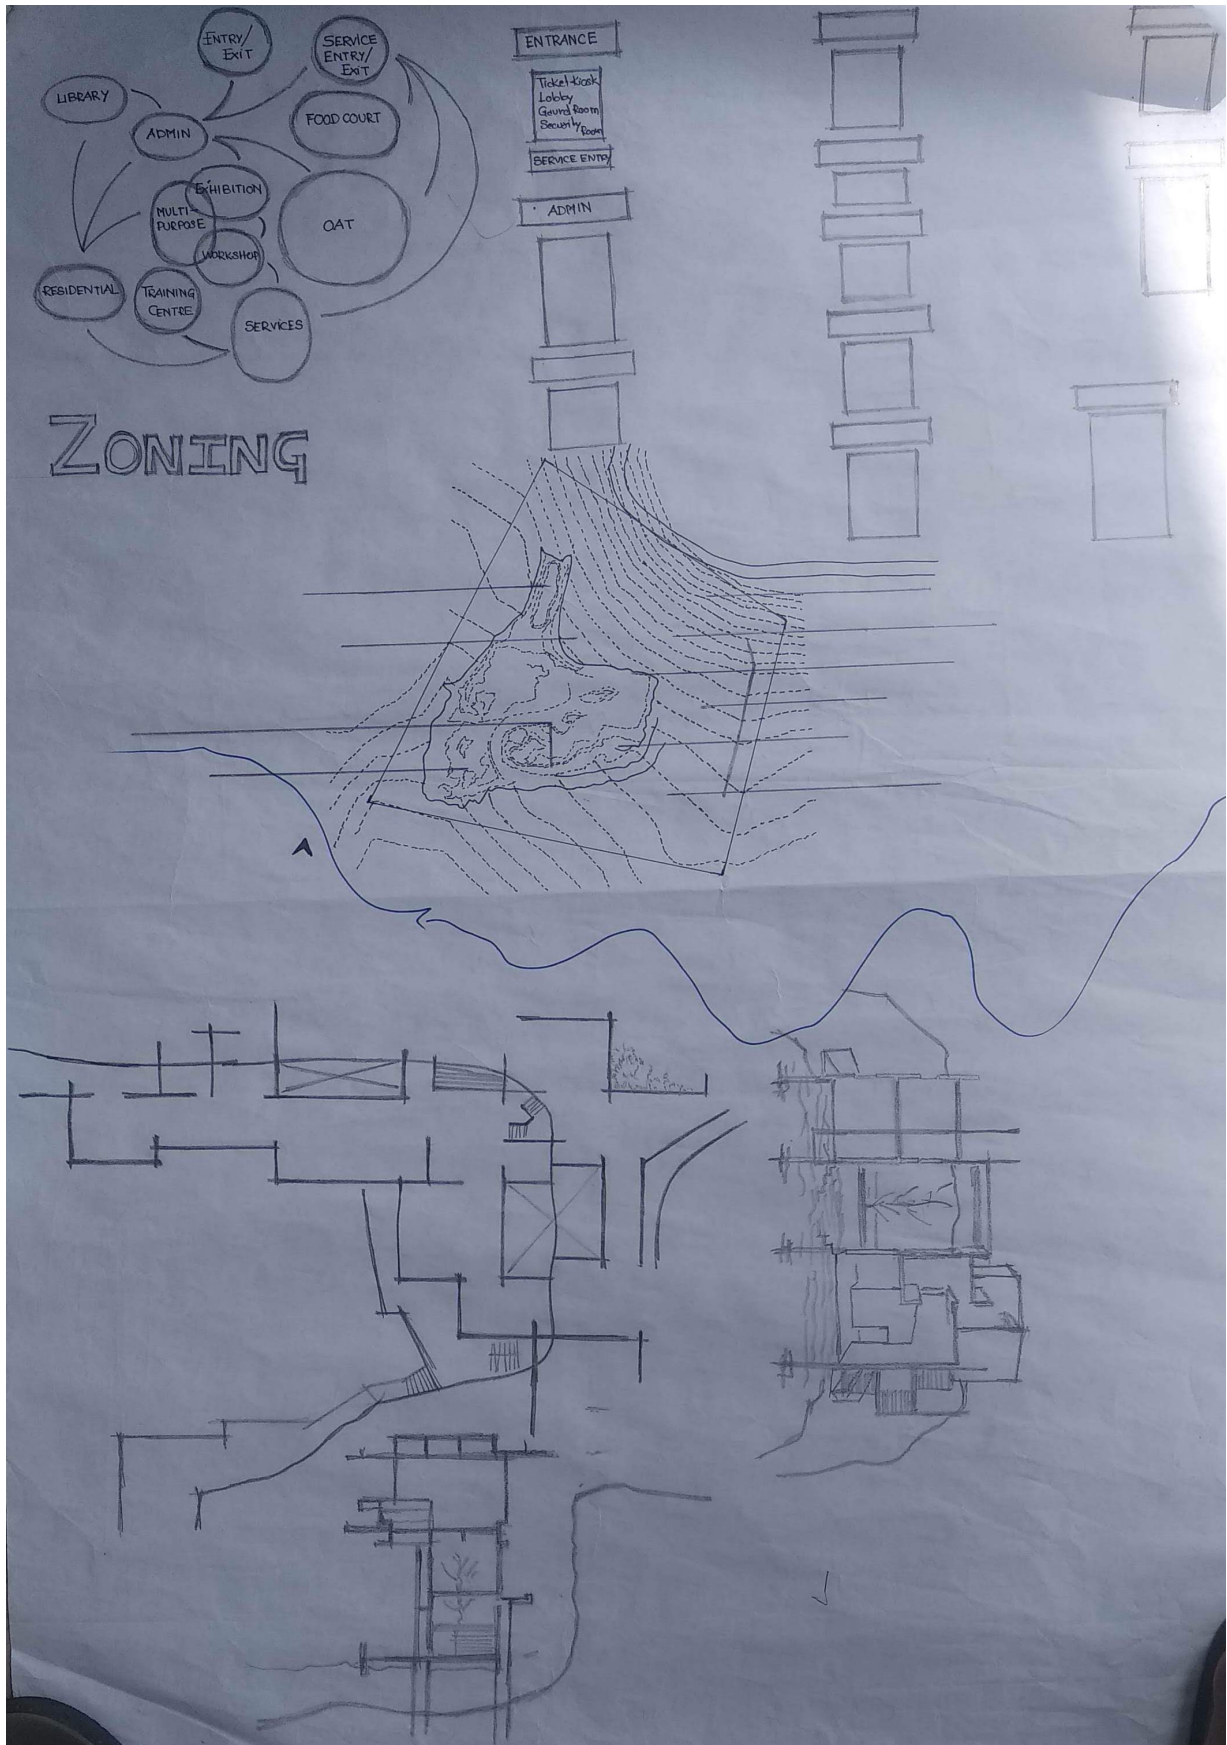 ENTRY/
EXIT
SERVICE
ENTRY/
EXIT
LIBRARY
ADMIN
FOOD COURT
EXHIBITION
MULTI-
PURPOSE
WORKSHOP
OAT
RESIDENTIAL
TRAINING
CENTRE
SERVICES
ZONING
ENTRANCE
Ticket-kiosk
Lobby
Gaurd Room
Security
Room
SERVICE ENTRY
ADMIN